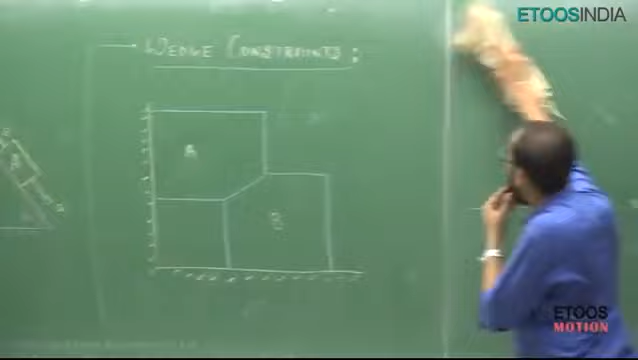 ETOOSINDIA
WEDGE CONSTRAINTS :
A
B
ETOOS
MOTION